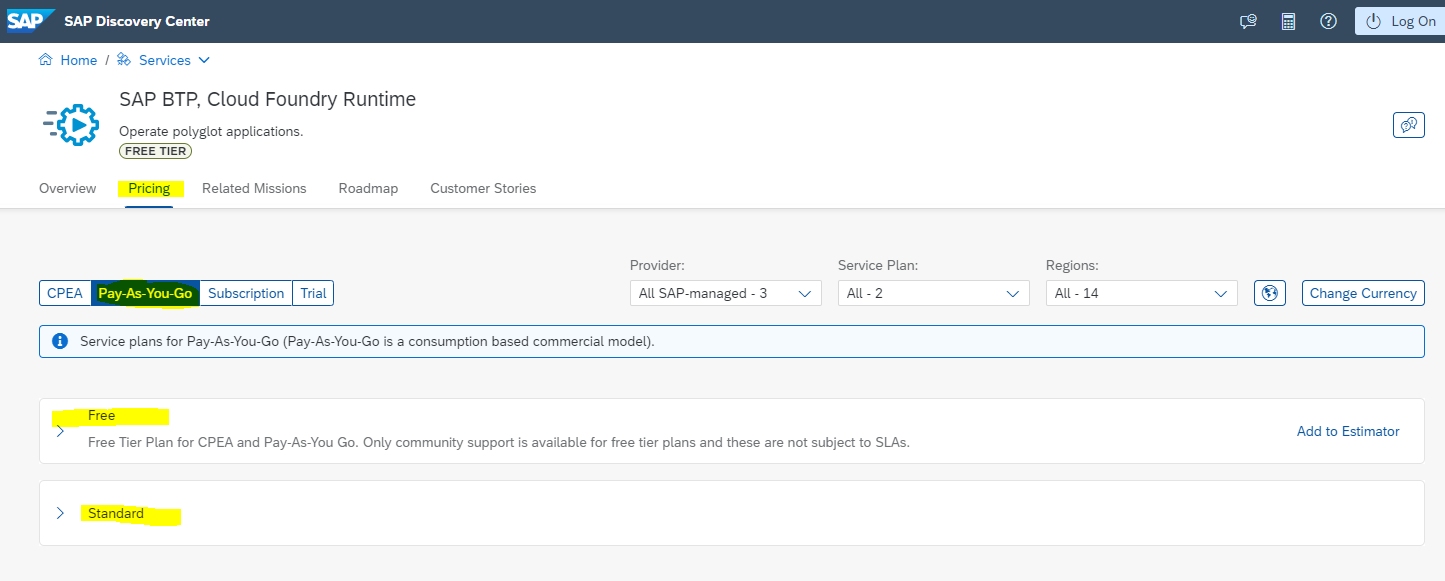 SAP SAP Discovery Center Log On
Home / Services
SAP BTP, Cloud Foundry Runtime
Operate polyglot applications.
FREE TIER
Overview Pricing Related Missions Roadmap Customer Stories
Provider: Service Plan: Regions:
CPEA Pay-As-You-Go Subscription Trial All SAP-managed - 3 All - 2 All - 14 Change Currency
Service plans for Pay-As-You-Go (Pay-As-You-Go is a consumption based commercial model).
Free
Free Tier Plan for CPEA and Pay-As-You Go. Only community support is available for free tier plans and these are not subject to SLAs.
Add to Estimator
Standard